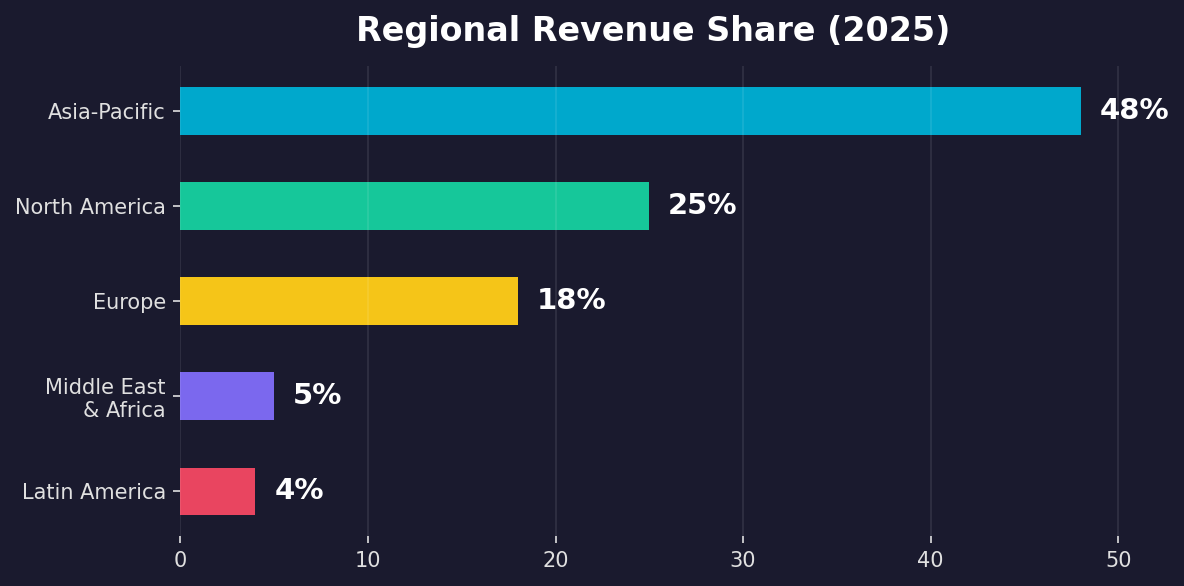 Regional Revenue Share (2025)
Asia-Pacific 48%
North America 25%
Europe 18%
Middle East
& Africa 5%
Latin America 4%
0 10 20 30 40 50